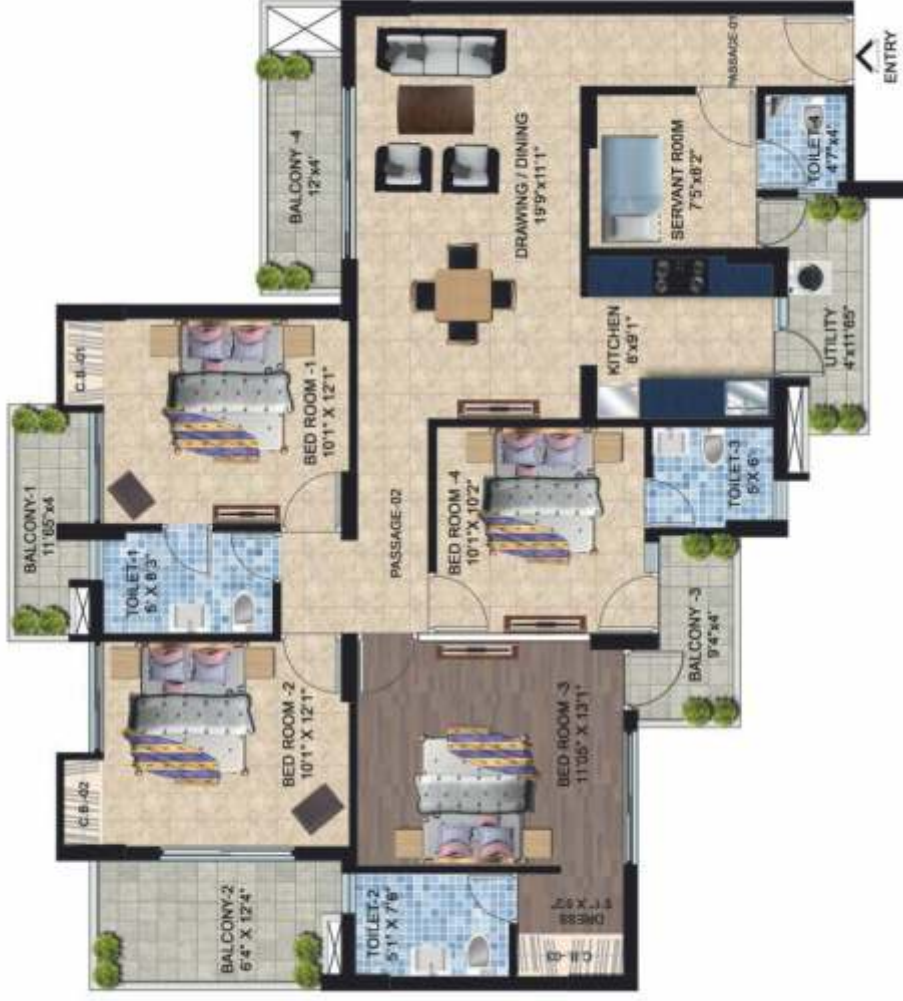 BALCONY-1
11'65"x4
BALCONY -4
12'x4'
C.B.-01
BED ROOM -1
10'1" X 12'1"
TOILET-1
6' X 8'3"
C.B.-02
BED ROOM -2
10'1" X 12'1"
BALCONY-2
6'4" X 12'4"
PASSAGE-02
DRAWING / DINING
19'9"x11'1"
PASSAGE-01
ENTRY
SERVANT ROOM
7'5"x8'2"
TOILET-4
4'7"x4'
KITCHEN
8'x9'1"
UTILITY
4'x11'65"
BED ROOM -4
10'1" X 10'2"
TOILET-3
5'X 6'
BALCONY -3
9'4"x4'
BED ROOM -3
11'05" X 13'1"
TOILET-2
5'1" X 7'6"
DRESS
C.B.-03